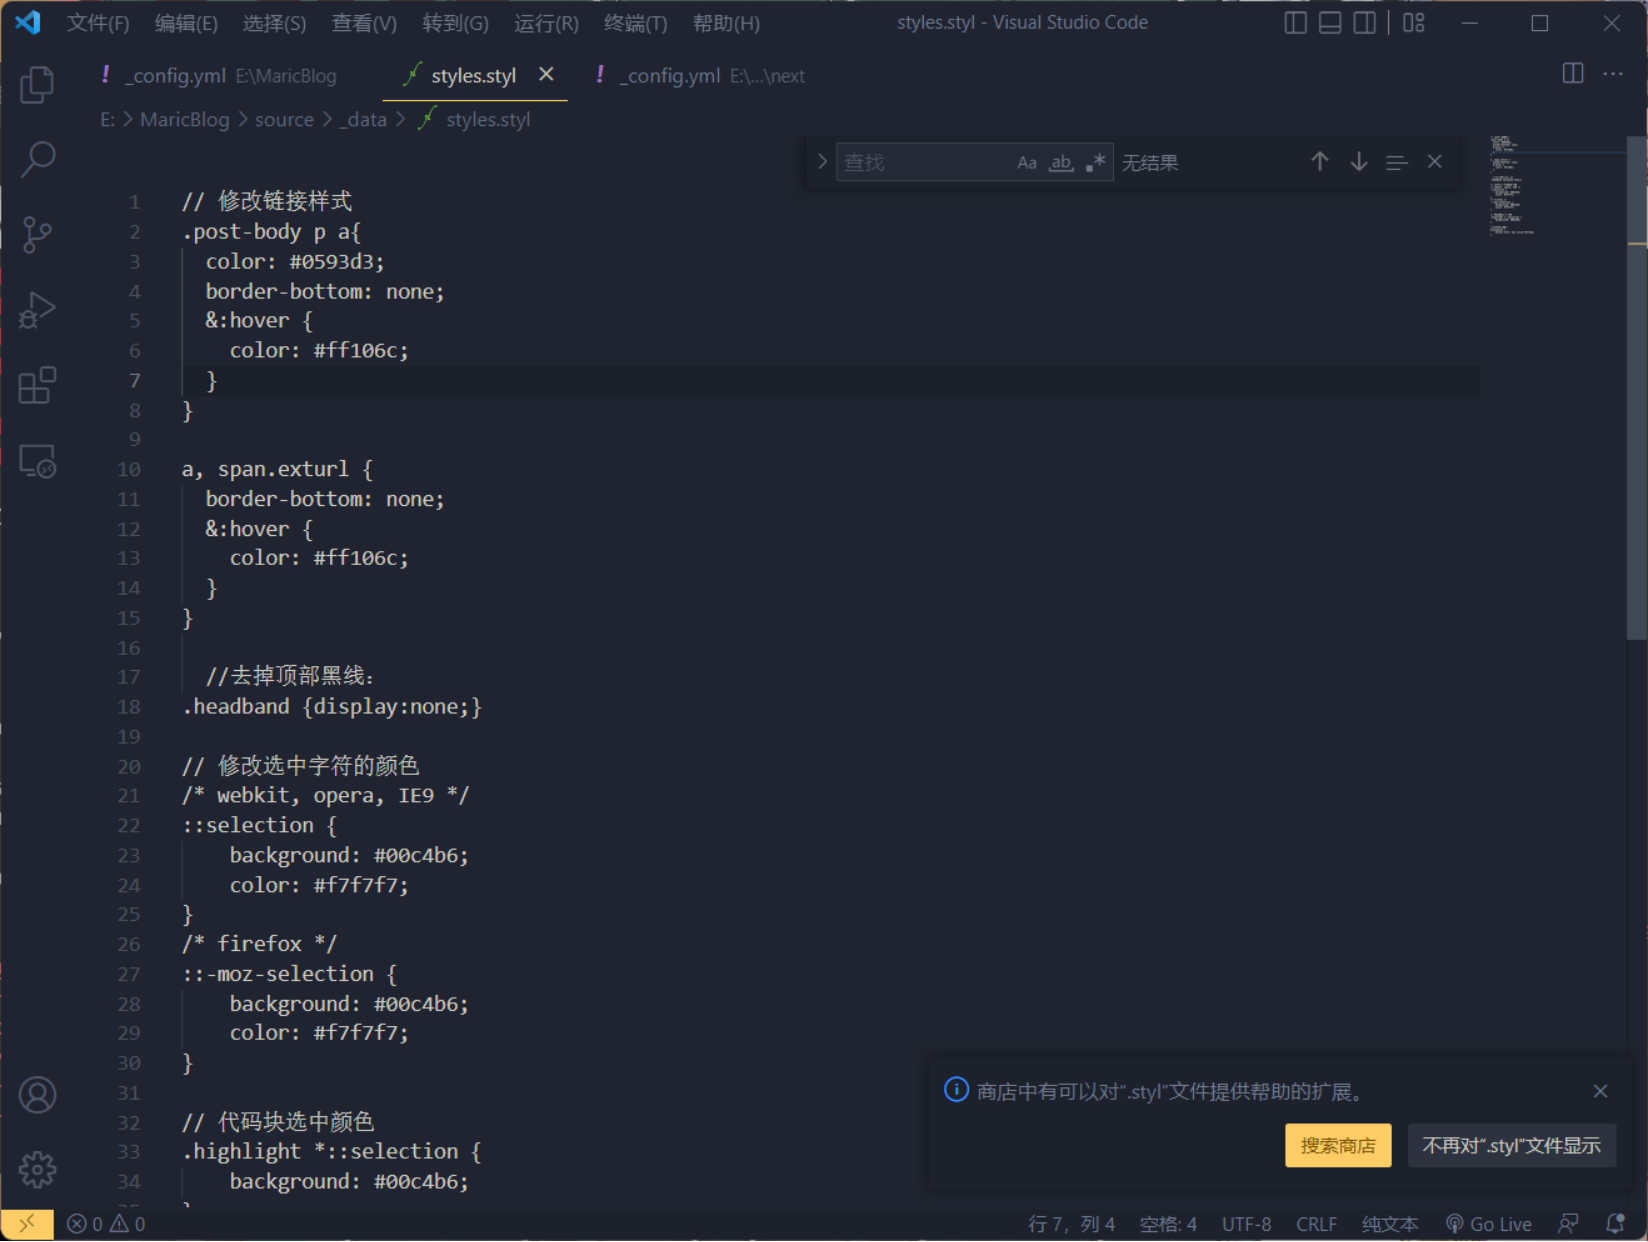 文件(F) 编辑(E) 选择(S) 查看(V) 转到(G) 运行(R) 终端(T) 帮助(H) styles.styl - Visual Studio Code
! _config.yml E:\MaricBlog styles.styl ! _config.yml E:\...\next
E: > MaricBlog > source > _data > styles.styl
查找 Aa ab .* 无结果
1 // 修改链接样式
2 .post-body p a{
3 color: #0593d3;
4 border-bottom: none;
5 &:hover {
6 color: #ff106c;
7 }
8 }
9
10 a, span.exturl {
11 border-bottom: none;
12 &:hover {
13 color: #ff106c;
14 }
15 }
16
17 //去掉顶部黑线:
18 .headband {display:none;}
19
20 // 修改选中字符的颜色
21 /* webkit, opera, IE9 */
22 ::selection {
23 background: #00c4b6;
24 color: #f7f7f7;
25 }
26 /* firefox */
27 ::-moz-selection {
28 background: #00c4b6;
29 color: #f7f7f7;
30 }
31
32 // 代码块选中颜色
33 .highlight *::selection {
34 background: #00c4b6;
商店中有可以对“.styl”文件提供帮助的扩展。
搜索商店 不再对“.styl”文件显示
0 0 行 7，列 4 空格: 4 UTF-8 CRLF 纯文本 Go Live